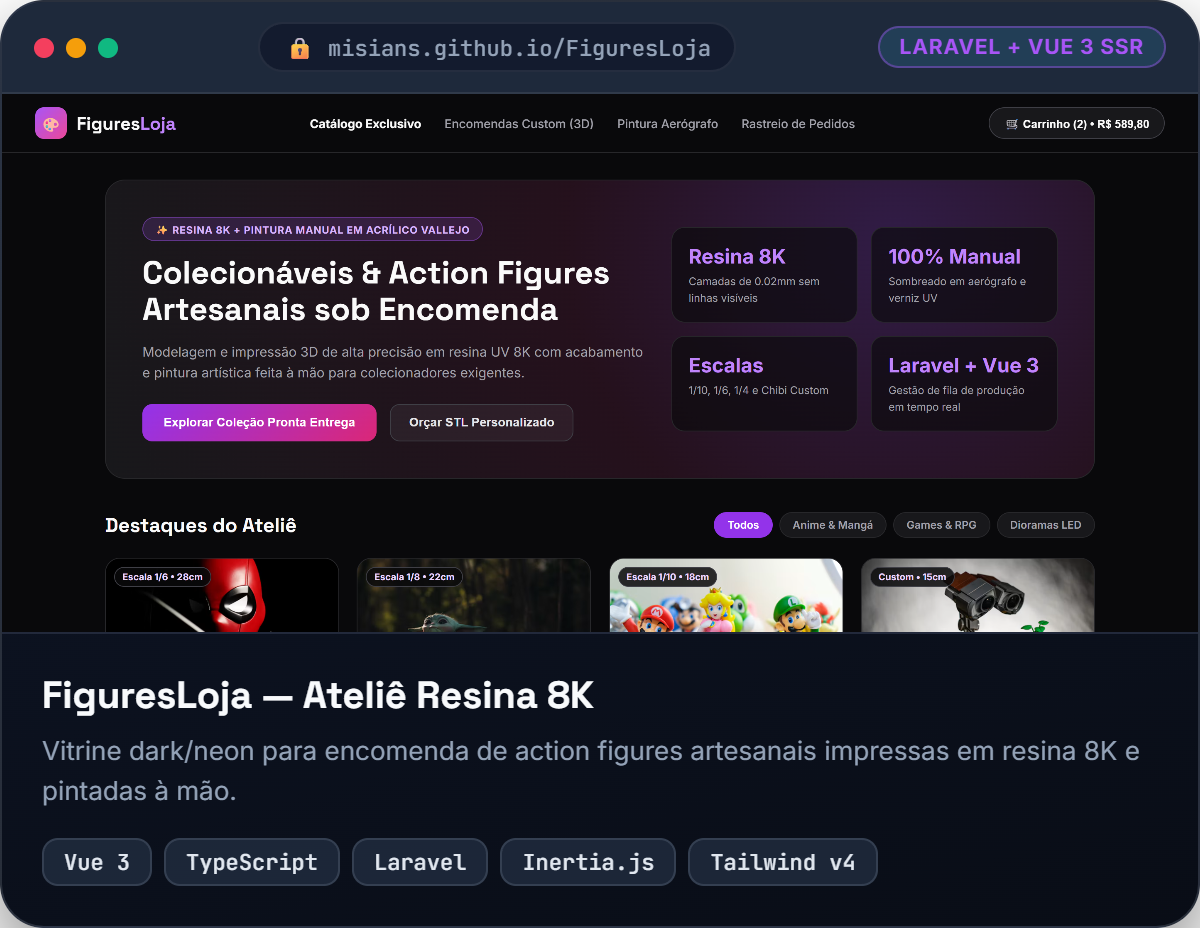 misians.github.io/FiguresLoja
LARAVEL + VUE 3 SSR
FiguresLoja
Catálogo Exclusivo
Encomendas Custom (3D)
Pintura Aerógrafo
Rastreio de Pedidos
Carrinho (2) • R$ 589,80
RESINA 8K + PINTURA MANUAL EM ACRÍLICO VALLEJO
Colecionáveis & Action Figures
Artesanais sob Encomenda
Modelagem e impressão 3D de alta precisão em resina UV 8K com acabamento
e pintura artística feita à mão para colecionadores exigentes.
Explorar Coleção Pronta Entrega
Orçar STL Personalizado
Resina 8K
Camadas de 0.02mm sem
linhas visíveis
100% Manual
Sombreado em aerógrafo e
verniz UV
Escalas
1/10, 1/6, 1/4 e Chibi Custom
Laravel + Vue 3
Gestão de fila de produção
em tempo real
Destaques do Ateliê
Todos
Anime & Mangá
Games & RPG
Dioramas LED
Escala 1/6 • 28cm
Escala 1/8 • 22cm
Escala 1/10 • 18cm
Custom • 15cm
FiguresLoja — Ateliê Resina 8K
Vitrine dark/neon para encomenda de action figures artesanais impressas em resina 8K e
pintadas à mão.
Vue 3
TypeScript
Laravel
Inertia.js
Tailwind v4